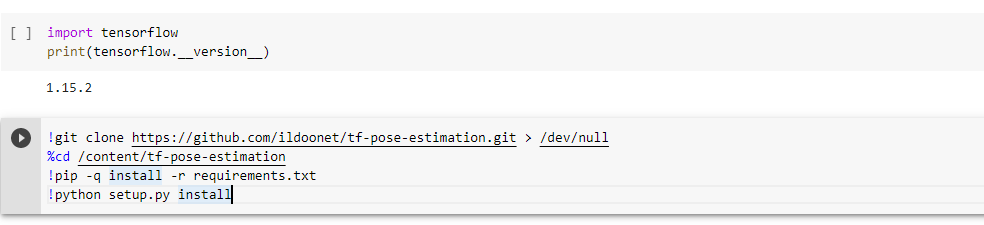 [ ] import tensorflow
print(tensorflow.__version__)
1.15.2
!git clone https://github.com/ildoonet/tf-pose-estimation.git > /dev/null
%cd /content/tf-pose-estimation
!pip -q install -r requirements.txt
!python setup.py install